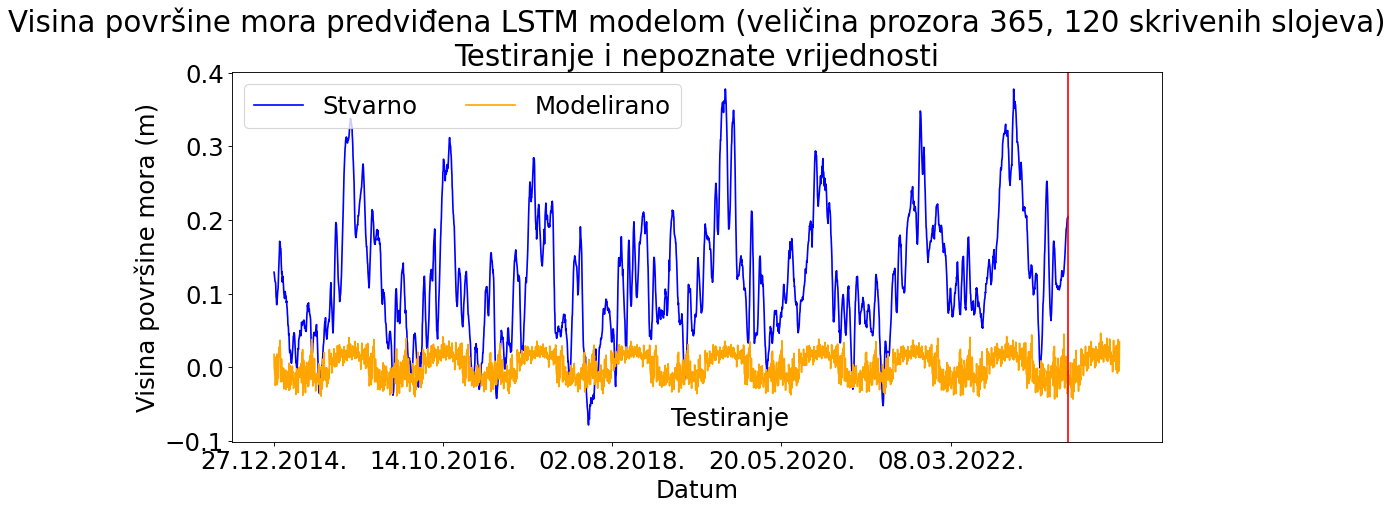 Visina površine mora predviđena LSTM modelom (veličina prozora 365, 120 skrivenih slojeva)
Testiranje i nepoznate vrijednosti
Stvarno Modelirano
Visina površine mora (m)
0.4
0.3
0.2
0.1
0.0
−0.1
Testiranje
27.12.2014. 14.10.2016. 02.08.2018. 20.05.2020. 08.03.2022.
Datum